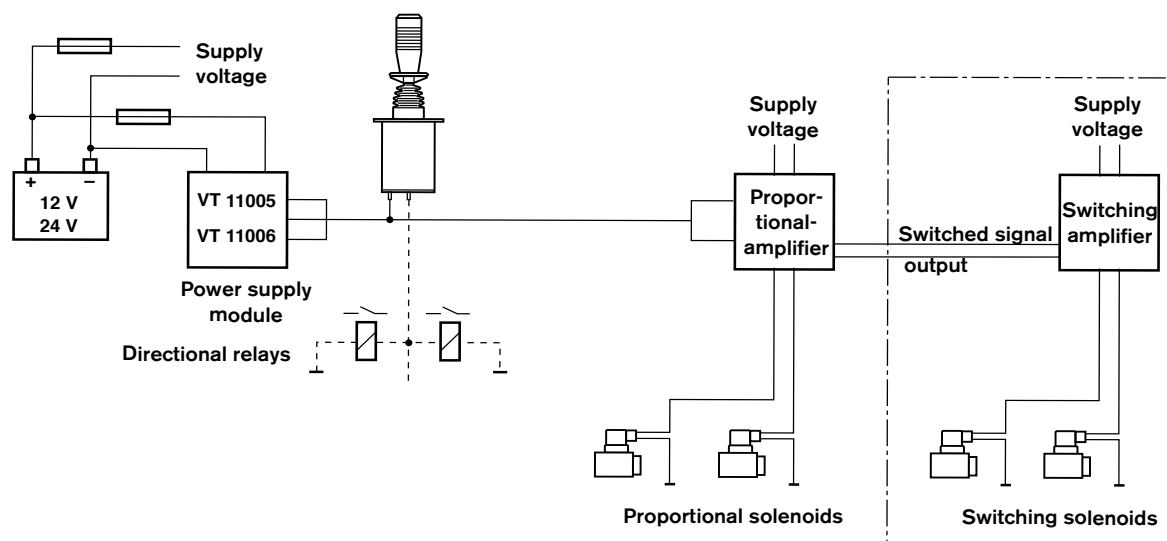 Supply
voltage
+ −
12 V
24 V
VT 11005
VT 11006
Power supply
module
Directional relays
Supply
voltage
Propor-
tional-
amplifier
Switched signal
output
Supply
voltage
Switching
amplifier
Proportional solenoids
Switching solenoids